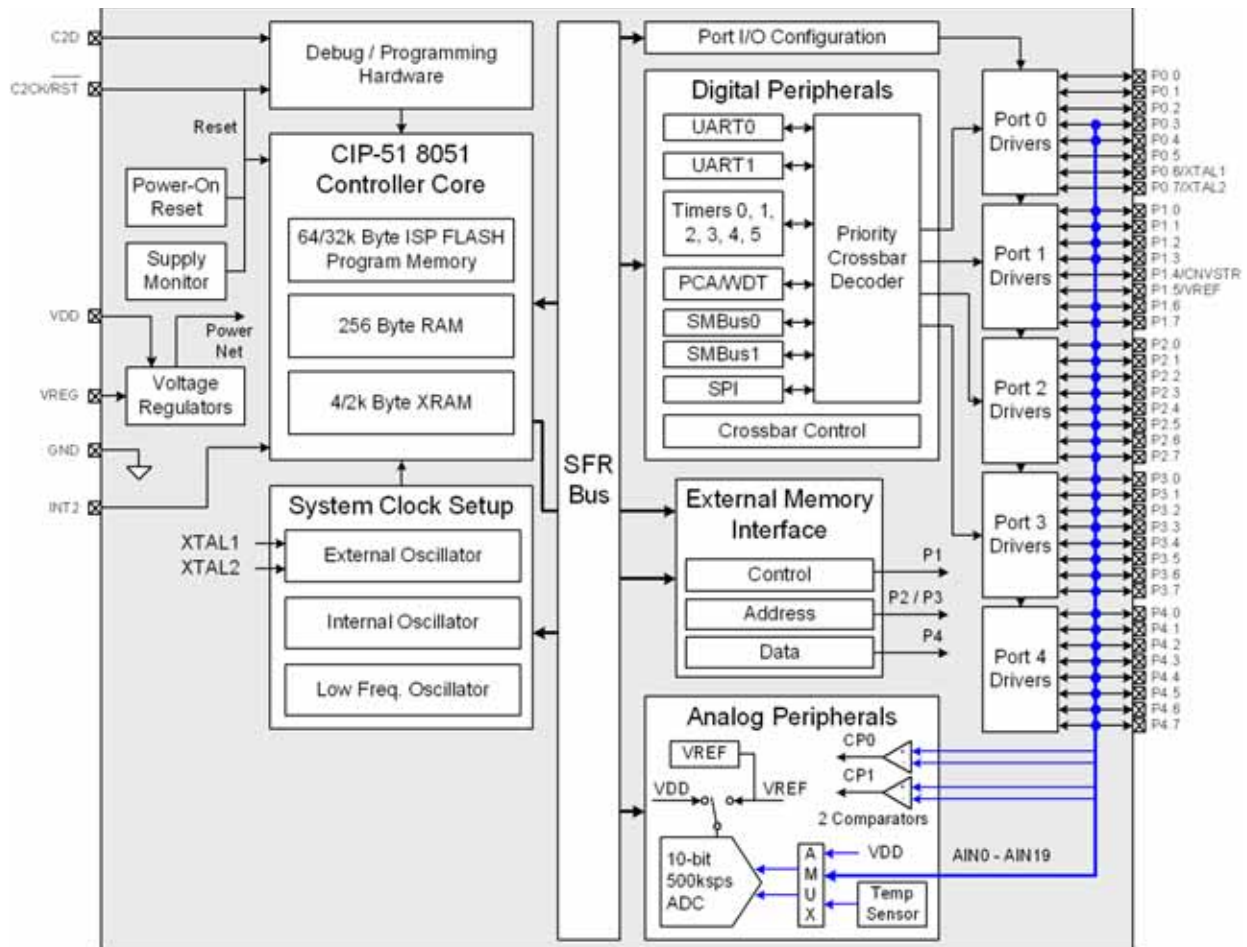 C2D
C2CK/RST
Debug / Programming
Hardware
Reset
Power-On
Reset
Supply
Monitor
VDD
Power
Net
VREG
Voltage
Regulators
GND
INT2
CIP-51 8051
Controller Core
64/32k Byte ISP FLASH
Program Memory
256 Byte RAM
4/2k Byte XRAM
System Clock Setup
XTAL1
XTAL2
External Oscillator
Internal Oscillator
Low Freq. Oscillator
SFR
Bus
Port I/O Configuration
Digital Peripherals
UART0
UART1
Timers 0, 1,
2, 3, 4, 5
PCA/WDT
SMBus0
SMBus1
SPI
Priority
Crossbar
Decoder
Crossbar Control
External Memory
Interface
Control
Address
Data
P1
P2 / P3
P4
Analog Peripherals
VREF
VDD
VREF
CP0
CP1
2 Comparators
10-bit
500ksps
ADC
A
M
U
X
VDD
Temp
Sensor
AIN0 - AIN19
Port 0
Drivers
Port 1
Drivers
Port 2
Drivers
Port 3
Drivers
Port 4
Drivers
P0.0
P0.1
P0.2
P0.3
P0.4
P0.5
P0.6/XTAL1
P0.7/XTAL2
P1.0
P1.1
P1.2
P1.3
P1.4/CNVSTR
P1.5/VREF
P1.6
P1.7
P2.0
P2.1
P2.2
P2.3
P2.4
P2.5
P2.6
P2.7
P3.0
P3.1
P3.2
P3.3
P3.4
P3.5
P3.6
P3.7
P4.0
P4.1
P4.2
P4.3
P4.4
P4.5
P4.6
P4.7